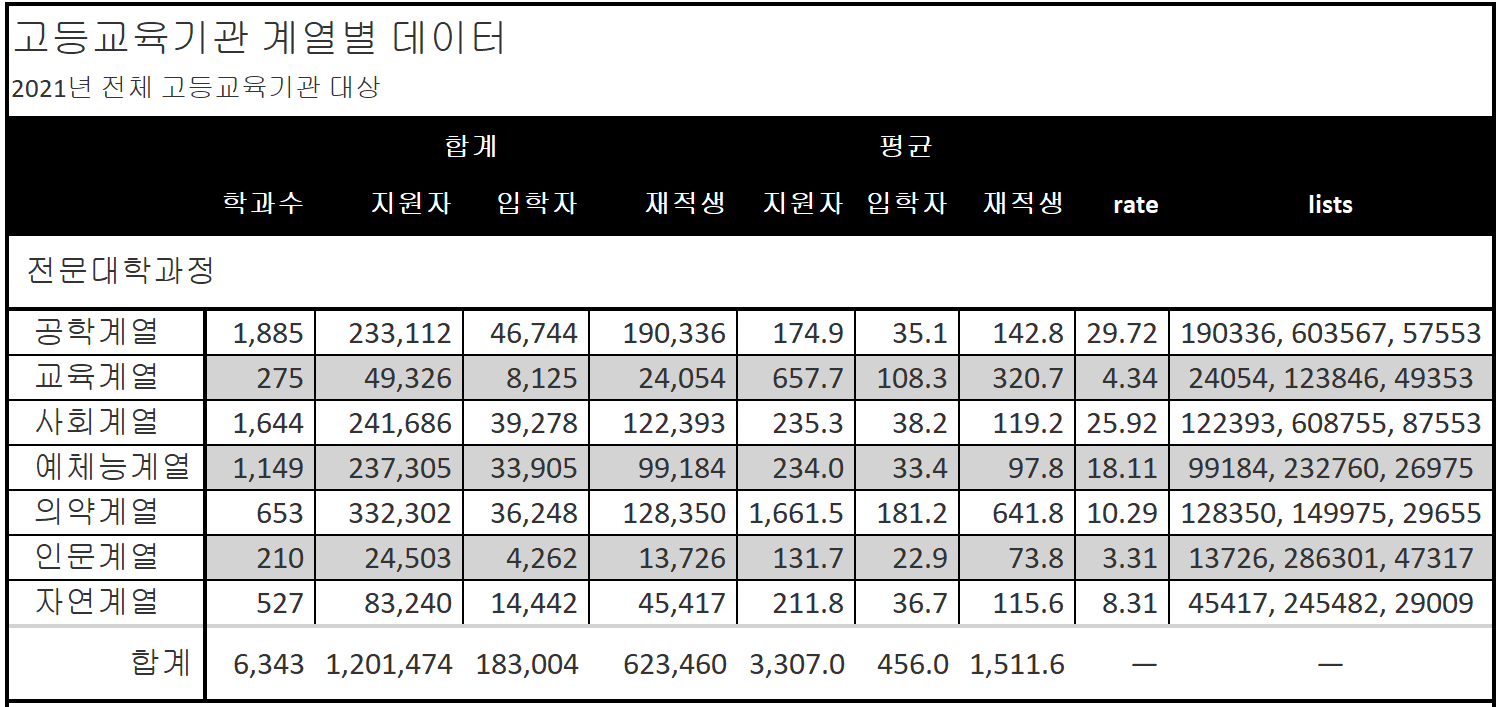 고등교육기관 계열별 데이터
2021년 전체 고등교육기관 대상
합계 평균
학과수 지원자 입학자 재적생 지원자 입학자 재적생 rate lists
전문대학과정
공학계열 1,885 233,112 46,744 190,336 174.9 35.1 142.8 29.72 190336, 603567, 57553
교육계열 275 49,326 8,125 24,054 657.7 108.3 320.7 4.34 24054, 123846, 49353
사회계열 1,644 241,686 39,278 122,393 235.3 38.2 119.2 25.92 122393, 608755, 87553
예체능계열 1,149 237,305 33,905 99,184 234.0 33.4 97.8 18.11 99184, 232760, 26975
의약계열 653 332,302 36,248 128,350 1,661.5 181.2 641.8 10.29 128350, 149975, 29655
인문계열 210 24,503 4,262 13,726 131.7 22.9 73.8 3.31 13726, 286301, 47317
자연계열 527 83,240 14,442 45,417 211.8 36.7 115.6 8.31 45417, 245482, 29009
합계 6,343 1,201,474 183,004 623,460 3,307.0 456.0 1,511.6 — —